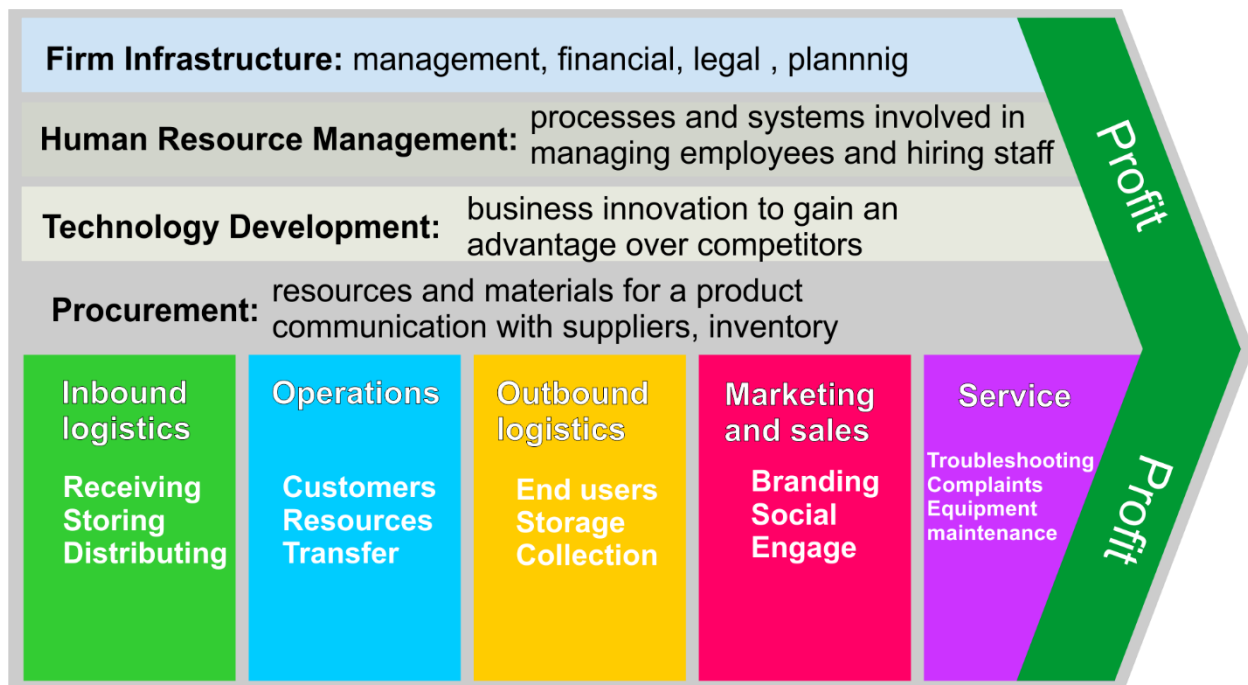 Firm Infrastructure: management, financial, legal , plannnig
Human Resource Management: processes and systems involved in
managing employees and hiring staff
Technology Development: business innovation to gain an
advantage over competitors
Procurement: resources and materials for a product
communication with suppliers, inventory
Inbound
logistics
Receiving
Storing
Distributing
Operations
Customers
Resources
Transfer
Outbound
logistics
End users
Storage
Collection
Marketing
and sales
Branding
Social
Engage
Service
Troubleshooting
Complaints
Equipment
maintenance
Profit
Profit